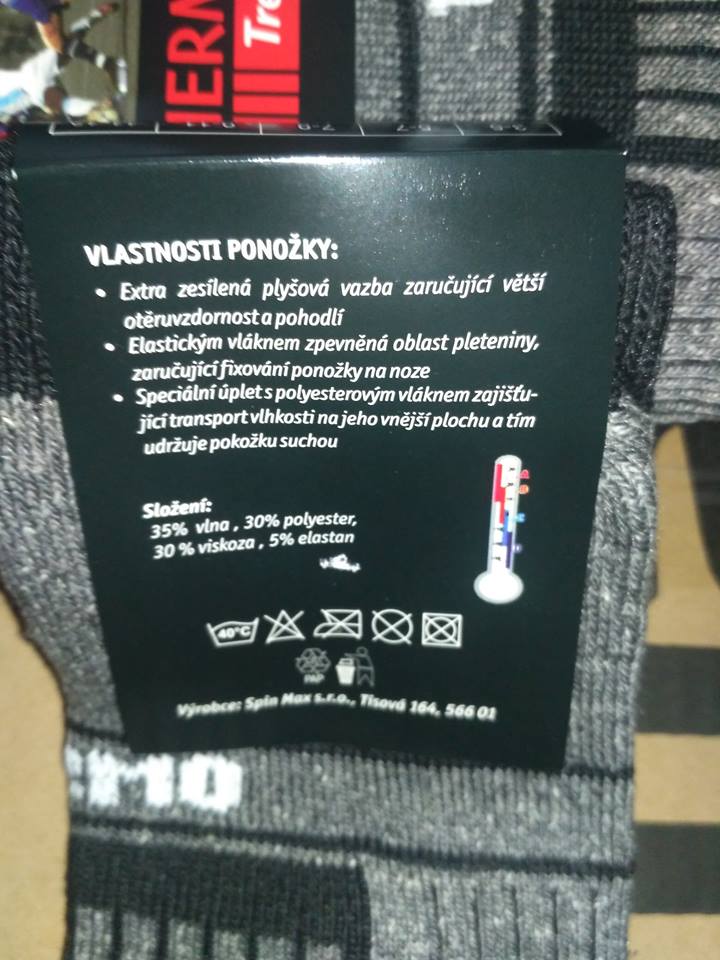 VLASTNOSTI PONOŽKY:
• Extra zesílená plyšová vazba zaručující větší
otěruvzdornost a pohodlí
• Elastickým vláknem zpevněná oblast pleteniny,
zaručující fixování ponožky na noze
• Speciální úplet s polyesterovým vláknem zajišťu-
jící transport vlhkosti na jeho vnější plochu a tím
udržuje pokožku suchou
Složení:
35% vlna , 30% polyester,
30 % viskoza , 5% elastan
40°C
PAP
Výrobce: Spin Max s.r.o., Tisová 164, 566 01